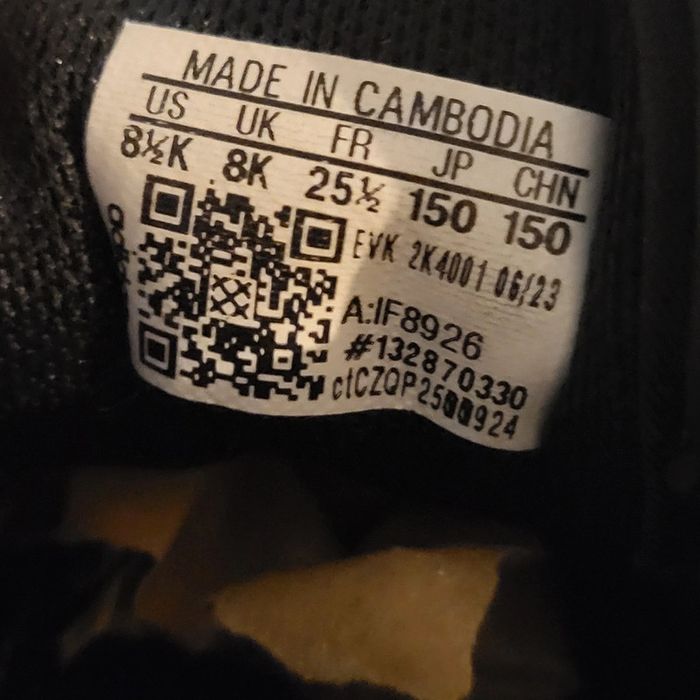 MADE IN CAMBODIA
US UK FR JP CHN
8½K 8K 25½ 150 150
EVK 2K4001 06/23
A:IF8926
#132870330